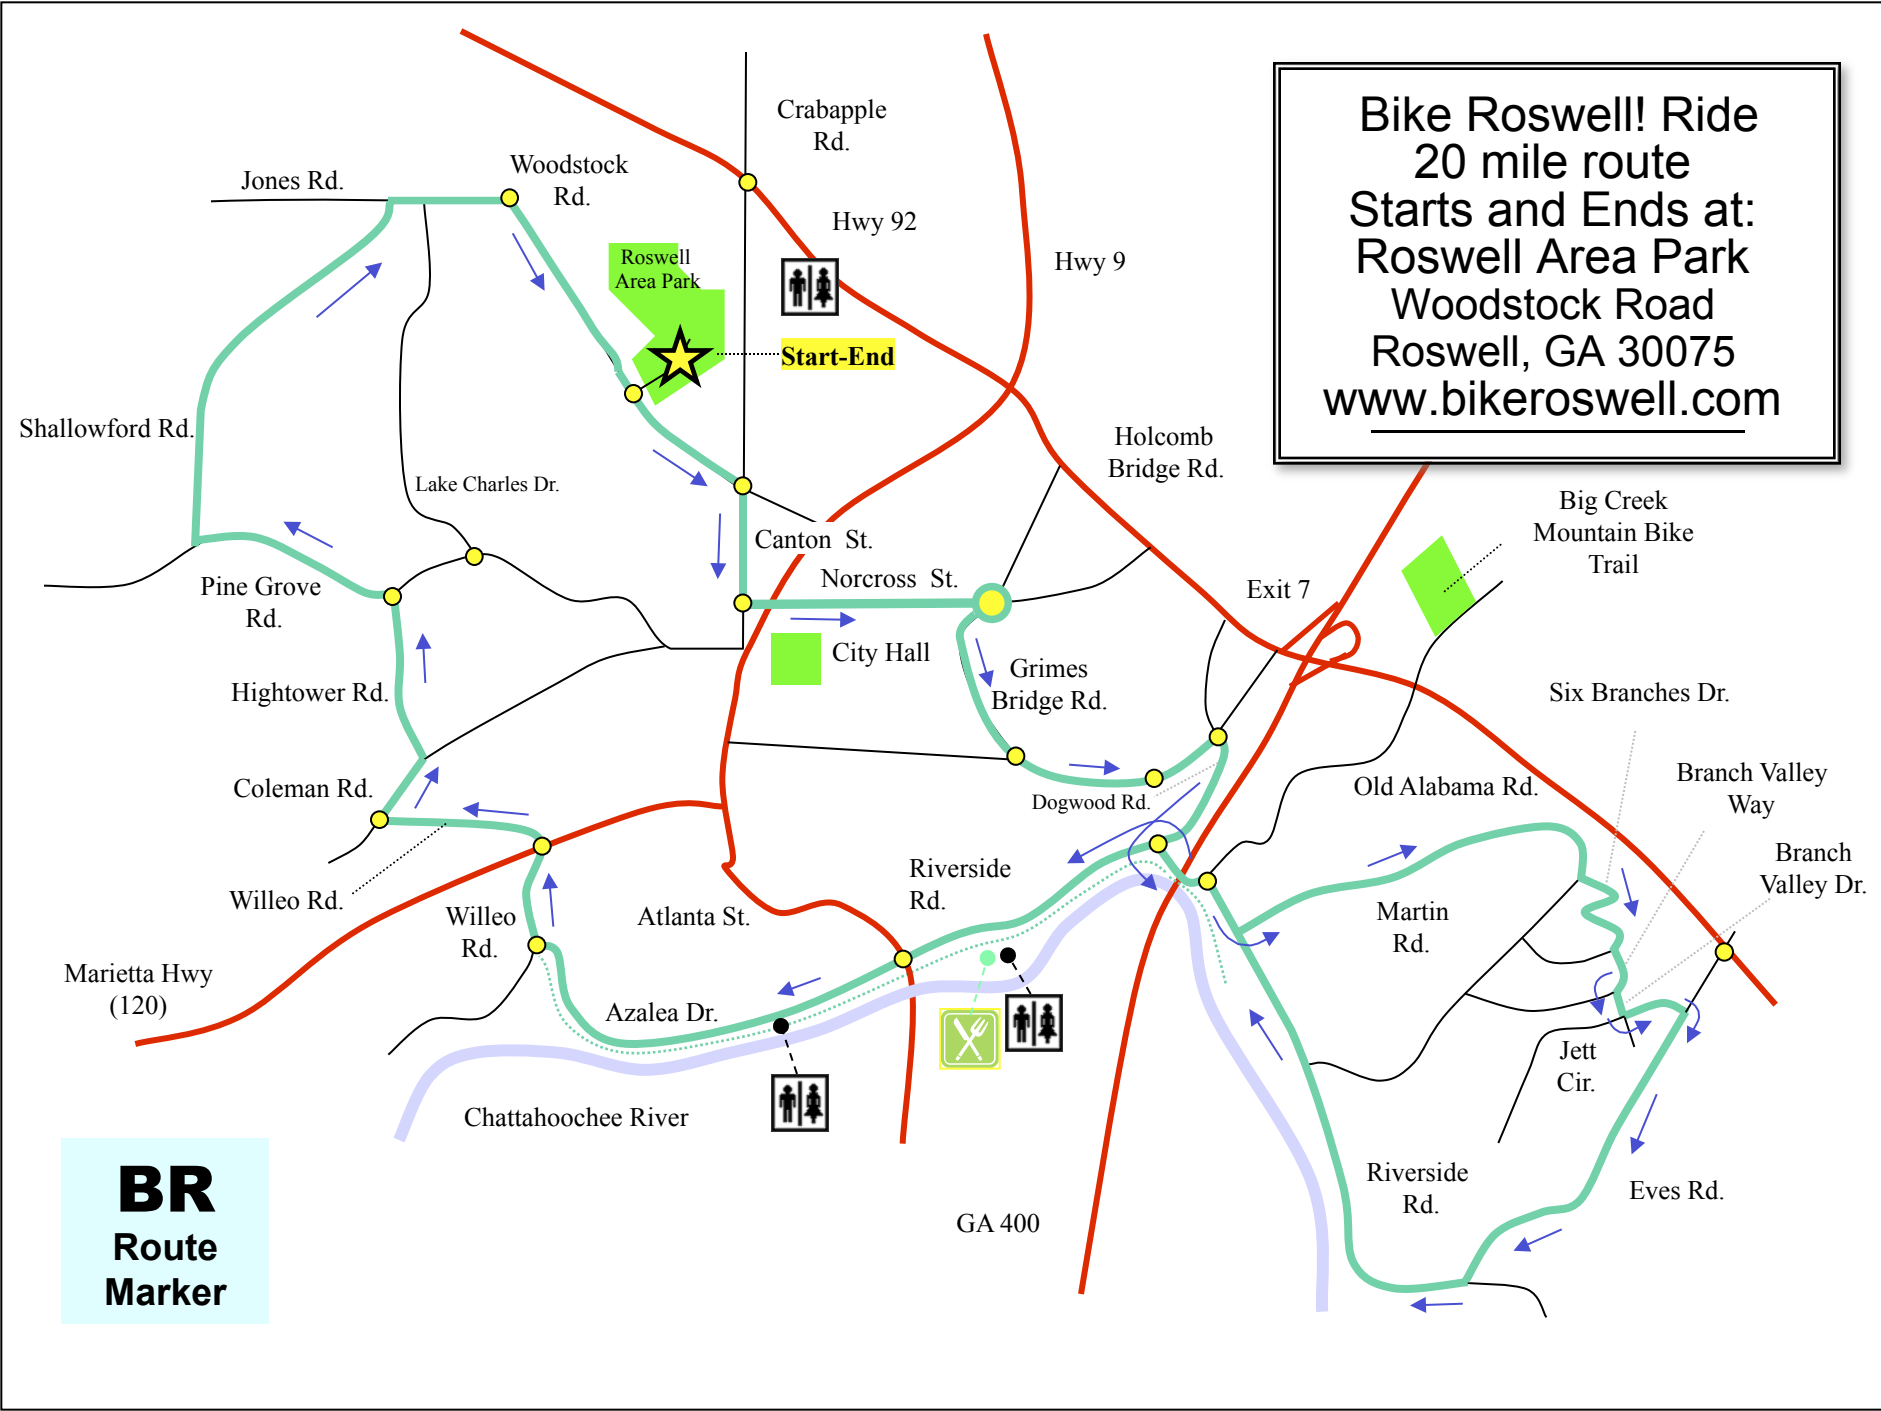 Bike Roswell! Ride
20 mile route
Starts and Ends at:
Roswell Area Park
Woodstock Road
Roswell, GA 30075
www.bikeroswell.com
Crabapple
Rd.
Woodstock
Rd.
Jones Rd.
Hwy 92
Roswell
Area Park
Hwy 9
Start-End
Shallowford Rd.
Holcomb
Bridge Rd.
Lake Charles Dr.
Big Creek
Mountain Bike
Trail
Canton St.
Norcross St.
Pine Grove
Rd.
Exit 7
City Hall
Grimes
Bridge Rd.
Hightower Rd.
Six Branches Dr.
Coleman Rd.
Dogwood Rd.
Old Alabama Rd.
Branch Valley
Way
Branch
Valley Dr.
Riverside
Rd.
Willeo Rd.
Willeo
Rd.
Atlanta St.
Martin
Rd.
Marietta Hwy
(120)
Azalea Dr.
Jett
Cir.
Chattahoochee River
Riverside
Rd.
Eves Rd.
GA 400
BR
Route
Marker